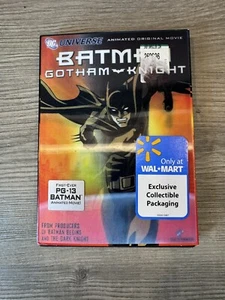 DC UNIVERSE ANIMATED ORIGINAL MOVIE
BATM
GOTHAM KNIGHT
FIRST-EVER
PG-13
BATMAN
ANIMATED MOVIE!
Only at
WAL★MART
Exclusive
Collectible
Packaging
FROM PRODUCERS
OF BATMAN BEGINS
AND THE DARK KNIGHT